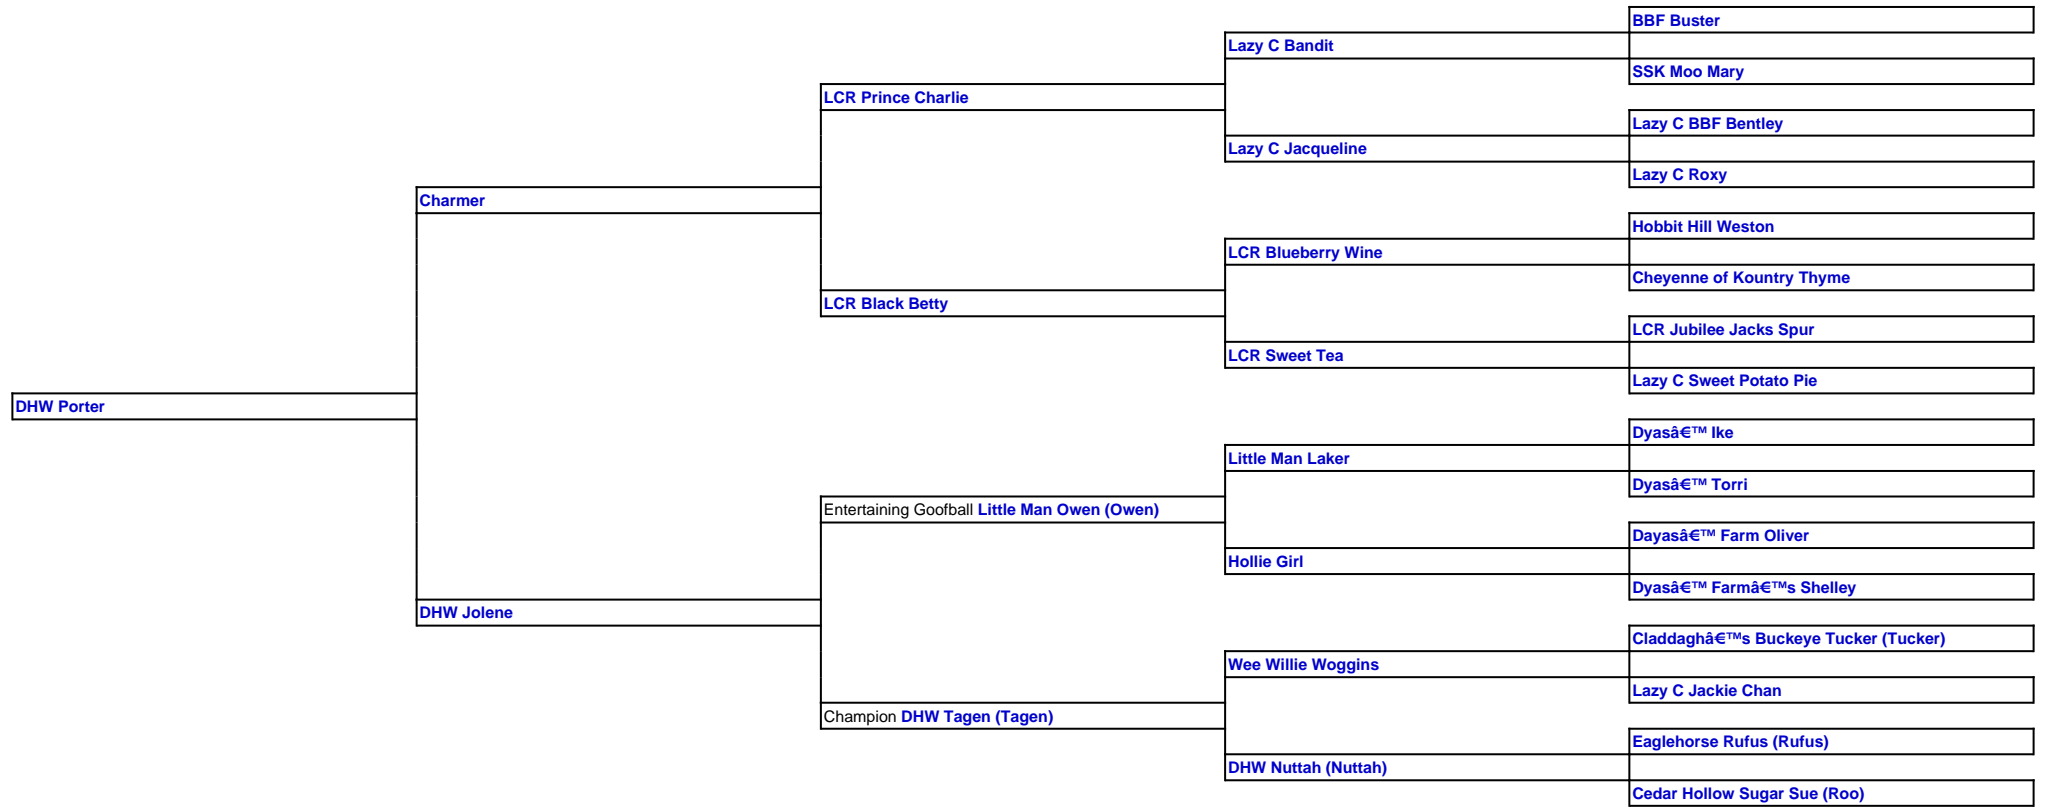 BBF Buster
Lazy C Bandit
SSK Moo Mary
LCR Prince Charlie
Lazy C BBF Bentley
Lazy C Jacqueline
Lazy C Roxy
Charmer
Hobbit Hill Weston
LCR Blueberry Wine
Cheyenne of Kountry Thyme
LCR Black Betty
LCR Jubilee Jacks Spur
LCR Sweet Tea
Lazy C Sweet Potato Pie
DHW Porter
Dyasâ€™ Ike
Little Man Laker
Dyasâ€™ Torri
Entertaining Goofball Little Man Owen (Owen)
Dayasâ€™ Farm Oliver
Hollie Girl
Dyasâ€™ Farmâ€™s Shelley
DHW Jolene
Claddaghâ€™s Buckeye Tucker (Tucker)
Wee Willie Woggins
Lazy C Jackie Chan
Champion DHW Tagen (Tagen)
Eaglehorse Rufus (Rufus)
DHW Nuttah (Nuttah)
Cedar Hollow Sugar Sue (Roo)